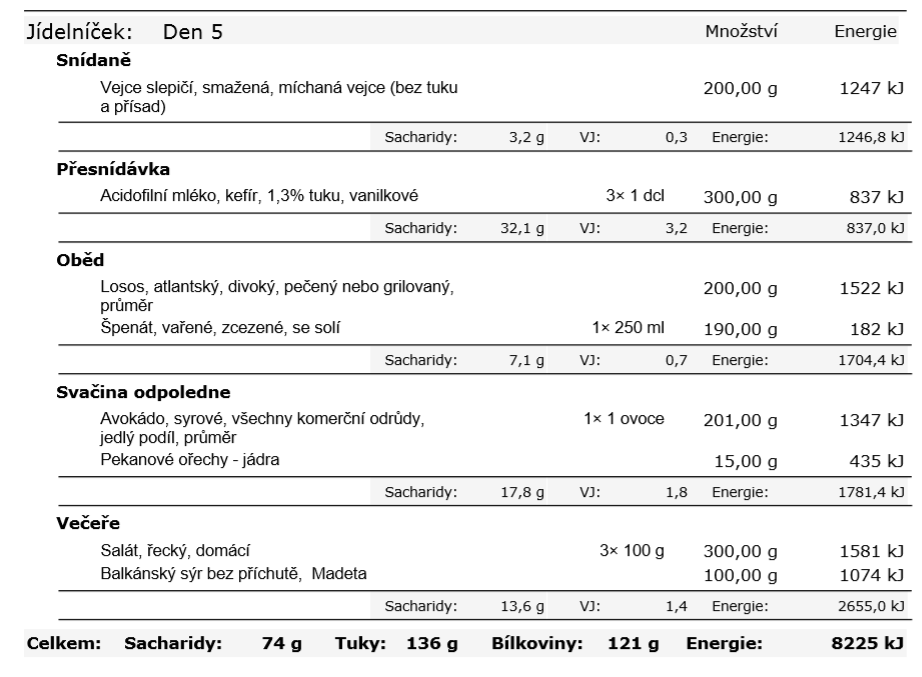 Jídelníček: Den 5 Množství Energie
Snídaně
Vejce slepičí, smažená, míchaná vejce (bez tuku
a přísad) 200,00 g 1247 kJ
Sacharidy: 3,2 g VJ: 0,3 Energie: 1246,8 kJ
Přesnídávka
Acidofilní mléko, kefír, 1,3% tuku, vanilkové 3× 1 dcl 300,00 g 837 kJ
Sacharidy: 32,1 g VJ: 3,2 Energie: 837,0 kJ
Oběd
Losos, atlantský, divoký, pečený nebo grilovaný,
průměr 200,00 g 1522 kJ
Špenát, vařené, zcezené, se solí 1× 250 ml 190,00 g 182 kJ
Sacharidy: 7,1 g VJ: 0,7 Energie: 1704,4 kJ
Svačina odpoledne
Avokádo, syrové, všechny komerční odrůdy,
jedlý podíl, průměr 1× 1 ovoce 201,00 g 1347 kJ
Pekanové ořechy - jádra 15,00 g 435 kJ
Sacharidy: 17,8 g VJ: 1,8 Energie: 1781,4 kJ
Večeře
Salát, řecký, domácí 3× 100 g 300,00 g 1581 kJ
Balkánský sýr bez příchutě, Madeta 100,00 g 1074 kJ
Sacharidy: 13,6 g VJ: 1,4 Energie: 2655,0 kJ
Celkem: Sacharidy: 74 g Tuky: 136 g Bílkoviny: 121 g Energie: 8225 kJ